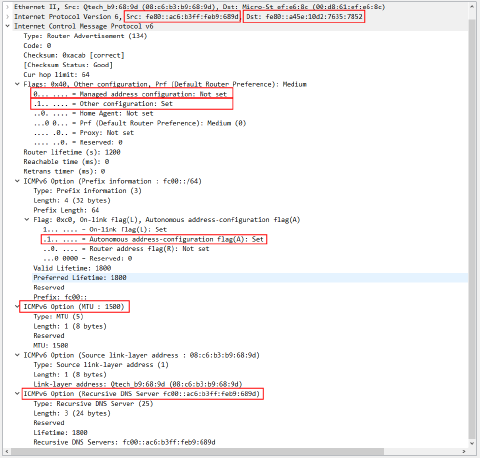 Ethernet II, Src: Qtech_b9:68:9d (08:c6:b3:b9:68:9d), Dst: Micro-St_ef:e6:8c (00:d8:61:ef:e6:8c)
Internet Protocol Version 6, Src: fe80::ac6:b3ff:feb9:689d, Dst: fe80::a45e:10d2:7635:7852
Internet Control Message Protocol v6
Type: Router Advertisement (134)
Code: 0
Checksum: 0xacab [correct]
[Checksum Status: Good]
Cur hop limit: 64
Flags: 0x40, Other configuration, Prf (Default Router Preference): Medium
0... .... = Managed address configuration: Not set
.1.. .... = Other configuration: Set
..0. .... = Home Agent: Not set
...0 0... = Prf (Default Router Preference): Medium (0)
.... .0.. = Proxy: Not set
.... ..0. = Reserved: 0
Router lifetime (s): 1200
Reachable time (ms): 0
Retrans timer (ms): 0
ICMPv6 Option (Prefix information : fc00::/64)
Type: Prefix information (3)
Length: 4 (32 bytes)
Prefix Length: 64
Flag: 0xc0, On-link flag(L), Autonomous address-configuration flag(A)
1... .... = On-link flag(L): Set
.1.. .... = Autonomous address-configuration flag(A): Set
..0. .... = Router address flag(R): Not set
...0 0000 = Reserved: 0
Valid Lifetime: 1800
Preferred Lifetime: 1800
Reserved
Prefix: fc00::
ICMPv6 Option (MTU : 1500)
Type: MTU (5)
Length: 1 (8 bytes)
Reserved
MTU: 1500
ICMPv6 Option (Source link-layer address : 08:c6:b3:b9:68:9d)
Type: Source link-layer address (1)
Length: 1 (8 bytes)
Link-layer address: Qtech_b9:68:9d (08:c6:b3:b9:68:9d)
ICMPv6 Option (Recursive DNS Server fc00::ac6:b3ff:feb9:689d)
Type: Recursive DNS Server (25)
Length: 3 (24 bytes)
Reserved
Lifetime: 1800
Recursive DNS Servers: fc00::ac6:b3ff:feb9:689d